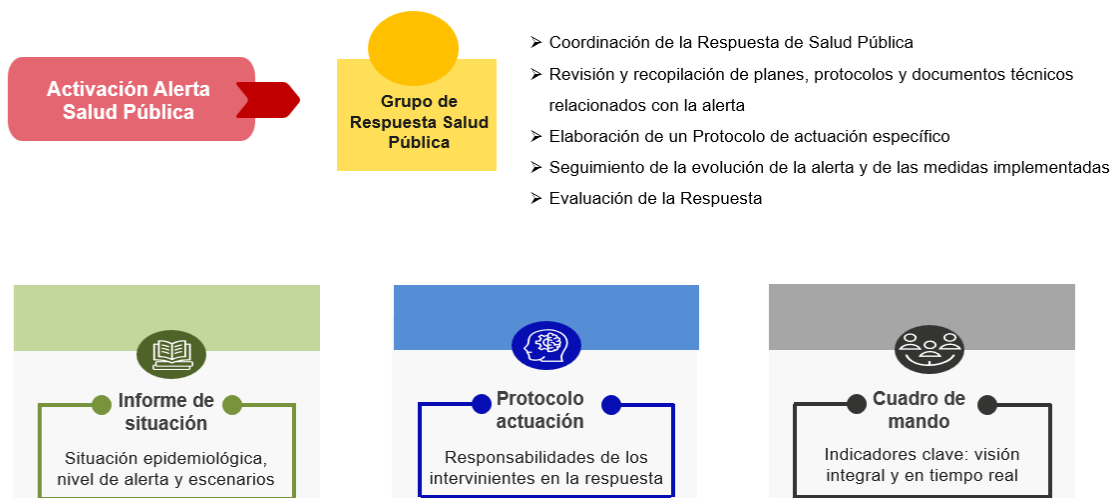 Activación Alerta
Salud Pública
Grupo de
Respuesta Salud
Pública
➢ Coordinación de la Respuesta de Salud Pública
➢ Revisión y recopilación de planes, protocolos y documentos técnicos
relacionados con la alerta
➢ Elaboración de un Protocolo de actuación específico
➢ Seguimiento de la evolución de la alerta y de las medidas implementadas
➢ Evaluación de la Respuesta
Informe de
situación
Situación epidemiológica,
nivel de alerta y escenarios
Protocolo
actuación
Responsabilidades de los
intervinientes en la respuesta
Cuadro de
mando
Indicadores clave: visión
integral y en tiempo real